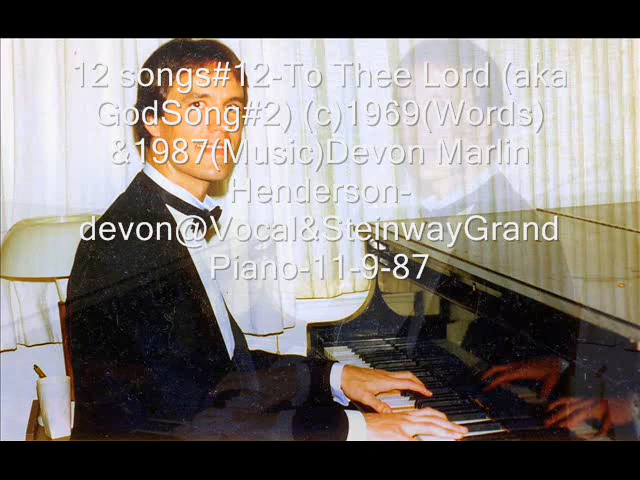 12 songs#12-To Thee Lord (aka
GodSong#2) (c)1969(Words)
&1987(Music)Devon Marlin
Henderson-
devon@Vocal&SteinwayGrand
Piano-11-9-87